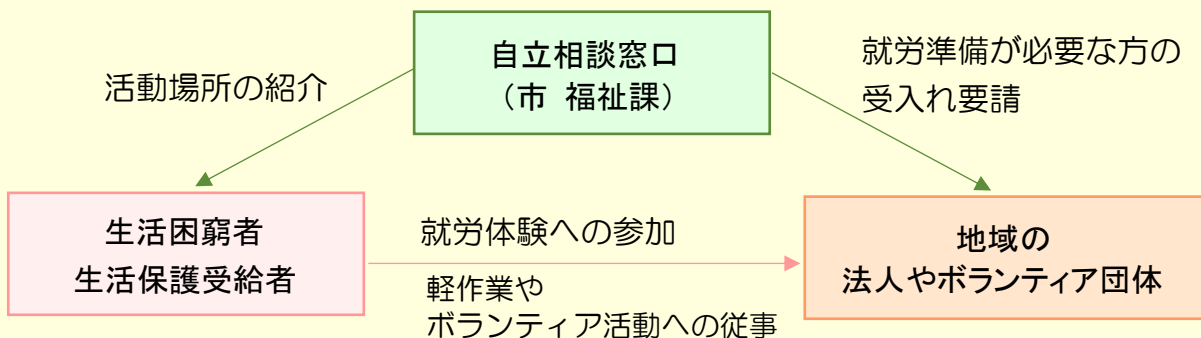 自立相談窓口
（市 福祉課）
活動場所の紹介
就労準備が必要な方の
受入れ要請
生活困窮者
生活保護受給者
就労体験への参加
軽作業や
ボランティア活動への従事
地域の
法人やボランティア団体